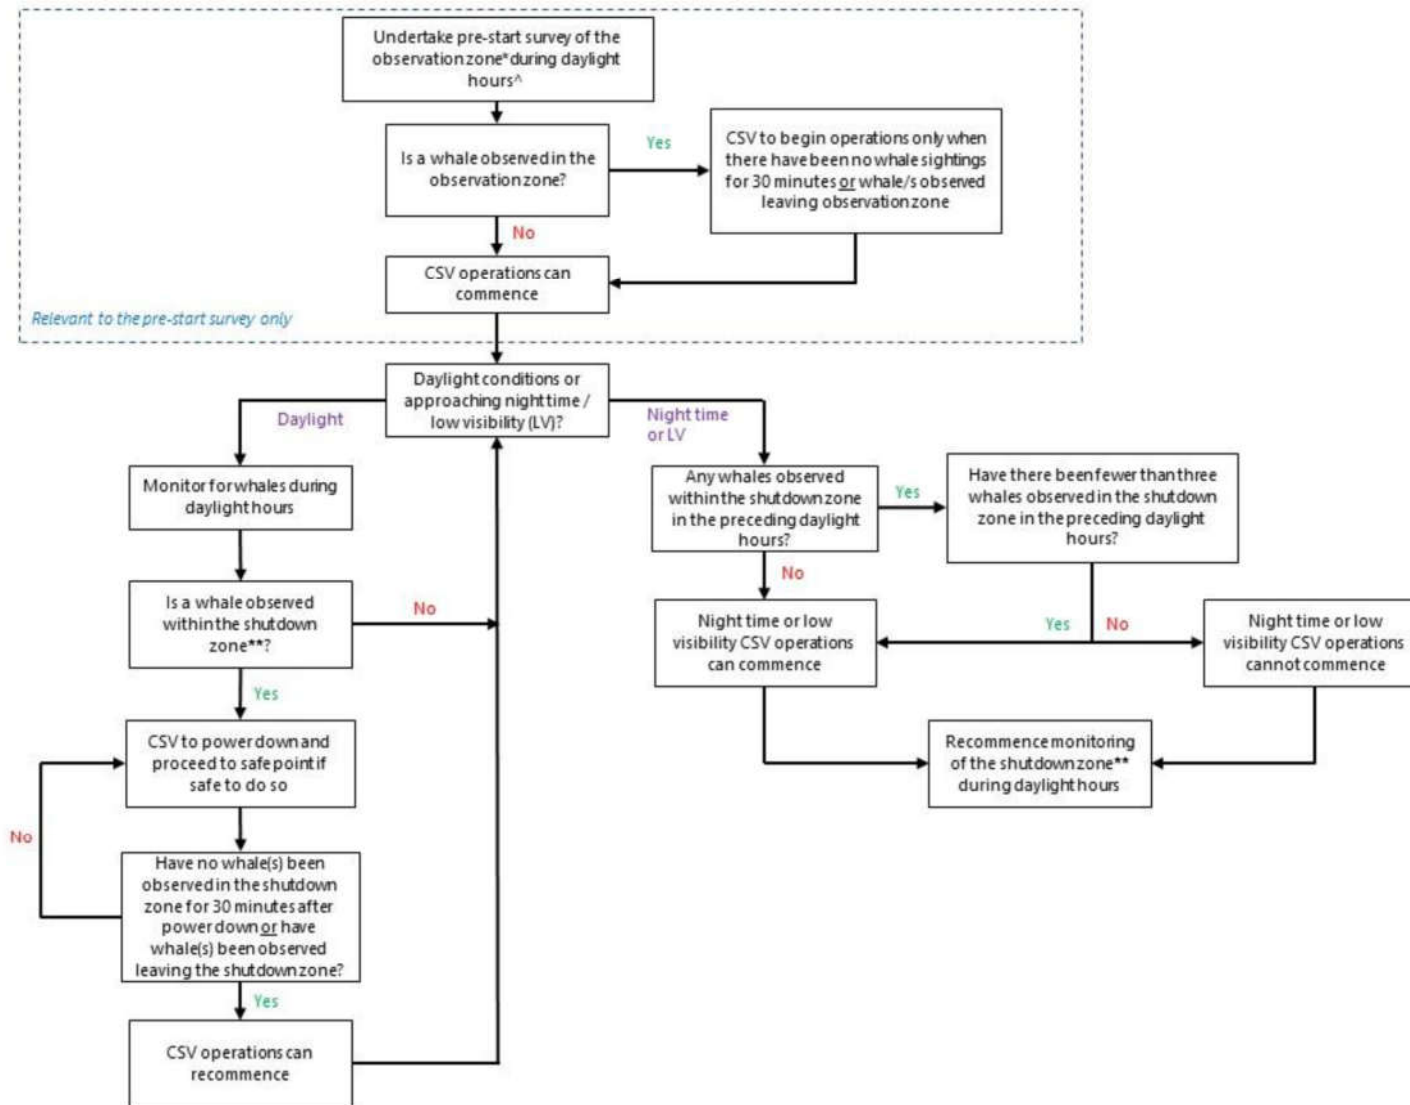 Undertake pre-start survey of the
observation zone* during daylight
hours^
Is a whale observed in the
observation zone?
Yes
CSV to begin operations only when
there have been no whale sightings
for 30 minutes or whale/s observed
leaving observation zone
No
CSV operations can
commence
Relevant to the pre-start survey only
Daylight conditions or
approaching night time /
low visibility (LV)?
Daylight
Night time
or LV
Monitor for whales during
daylight hours
Is a whale observed
within the shutdown
zone**?
No
Yes
CSV to power down and
proceed to safe point if
safe to do so
No
Have no whale(s) been
observed in the shutdown
zone for 30 minutes after
power down or have
whale(s) been observed
leaving the shutdown zone?
Yes
CSV operations can
recommence
Any whales observed
within the shutdown zone
in the preceding daylight
hours?
Yes
Have there been fewer than three
whales observed in the shutdown
zone in the preceding daylight
hours?
No
Night time or low
visibility CSV operations
can commence
Yes
No
Night time or low
visibility CSV operations
cannot commence
Recommence monitoring
of the shutdown zone**
during daylight hours